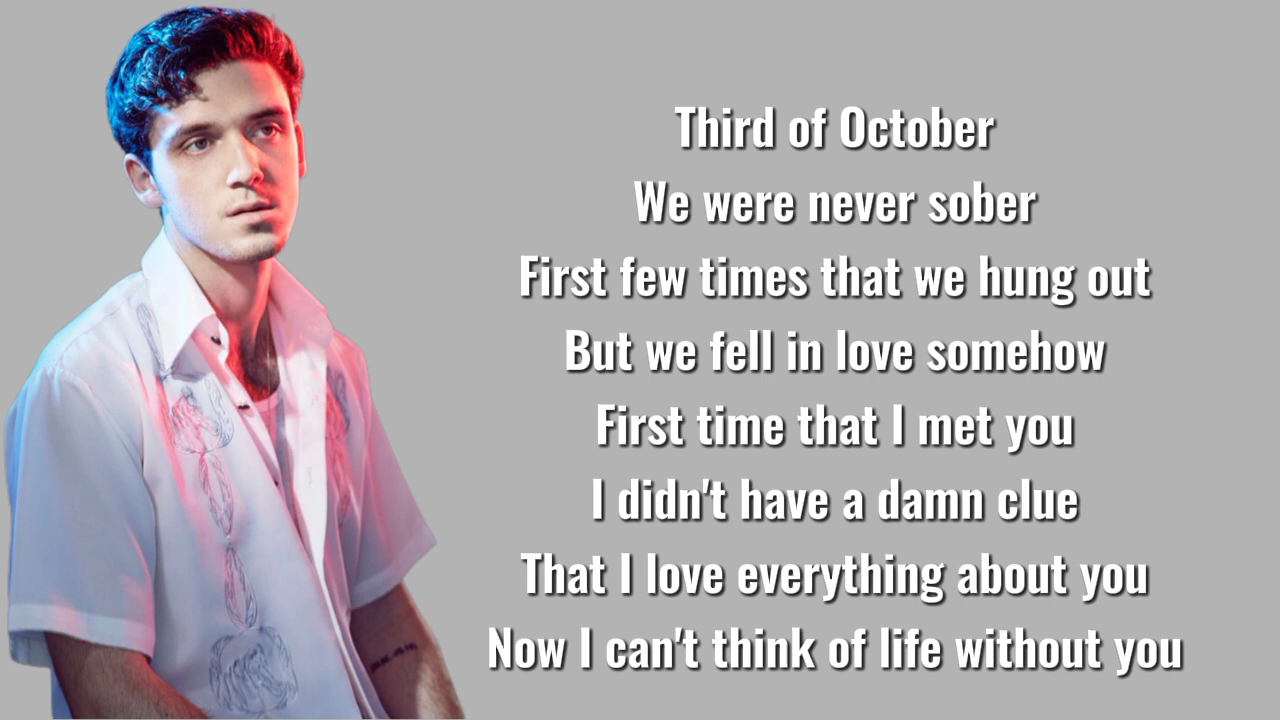 Third of October
We were never sober
First few times that we hung out
But we fell in love somehow
First time that I met you
I didn't have a damn clue
That I love everything about you
Now I can't think of life without you